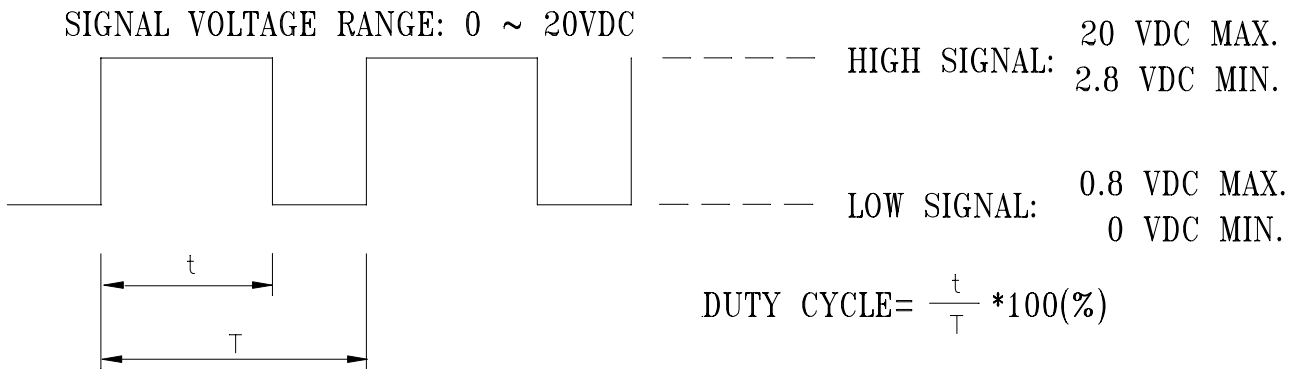 SIGNAL VOLTAGE RANGE: 0 ~ 20VDC
HIGH SIGNAL: 20 VDC MAX.
2.8 VDC MIN.
LOW SIGNAL: 0.8 VDC MAX.
0 VDC MIN.
t
T
DUTY CYCLE= t/T *100(%)